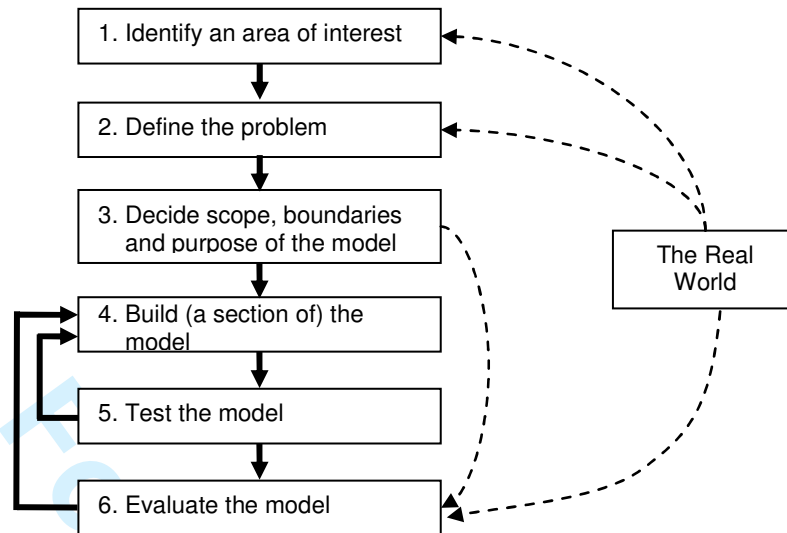 1. Identify an area of interest
2. Define the problem
3. Decide scope, boundaries
and purpose of the model
The Real
World
4. Build (a section of) the
model
5. Test the model
6. Evaluate the model
Fo